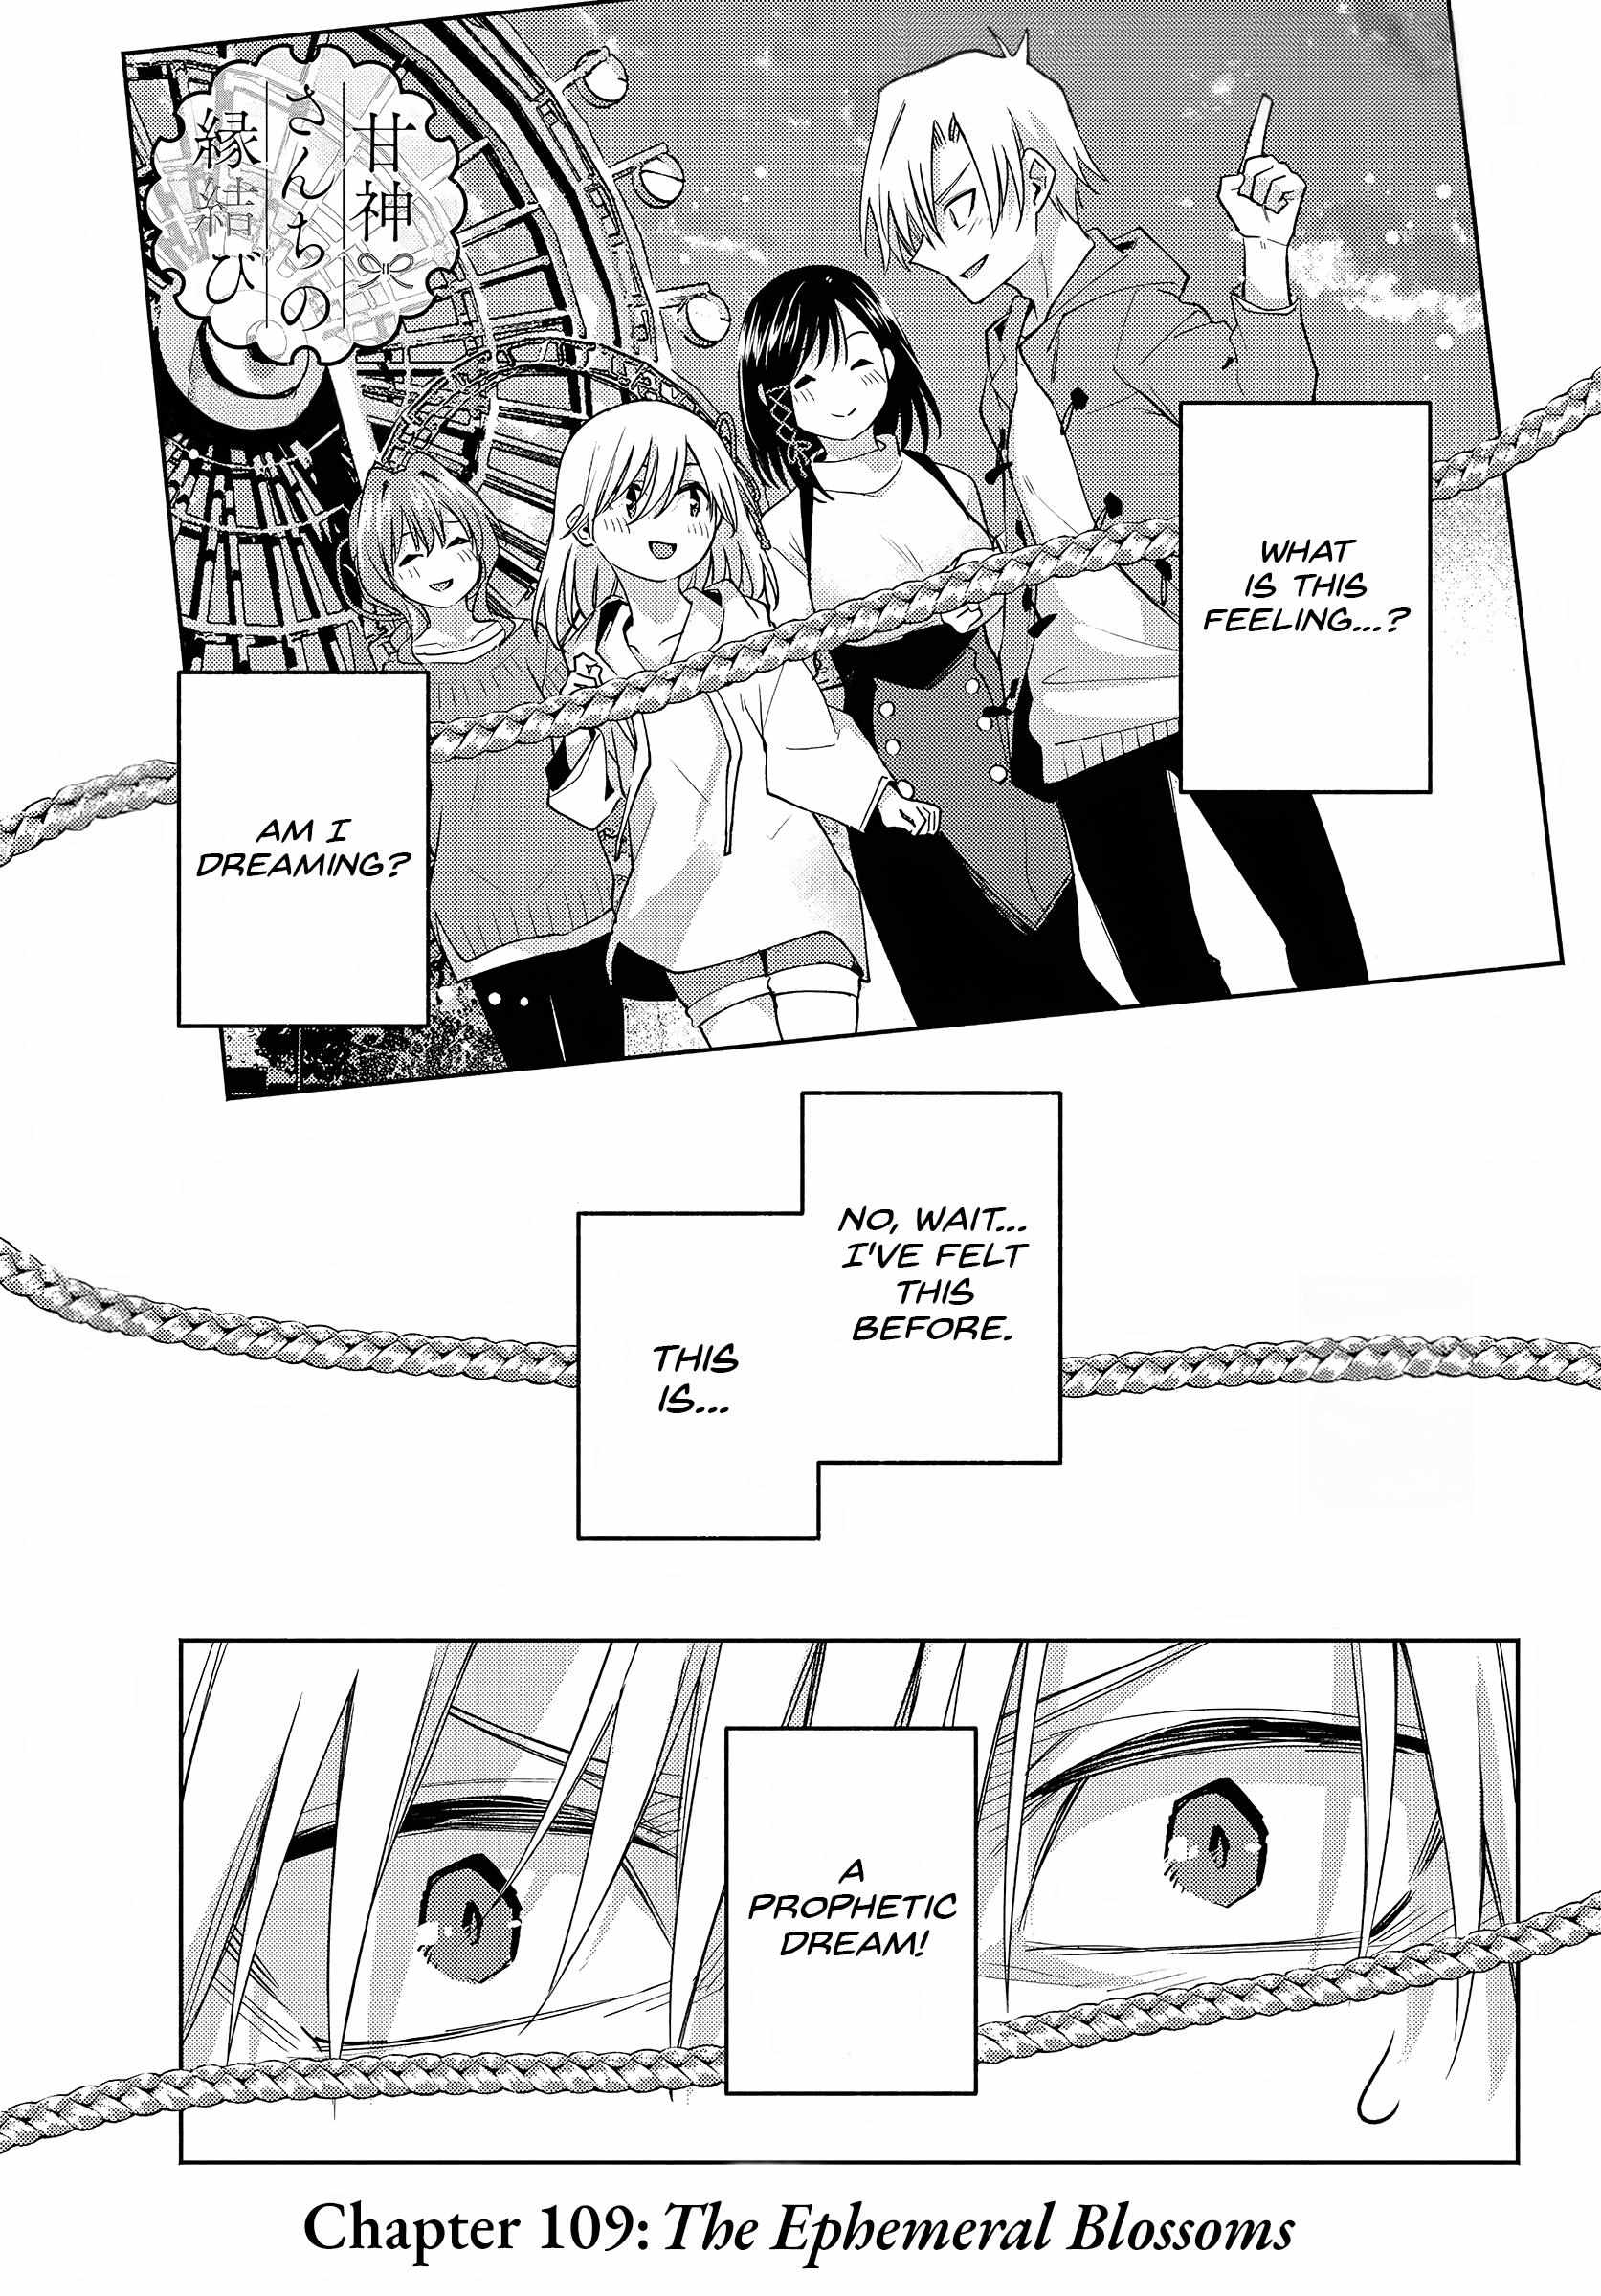 甘神
さんちの
縁結び
WHAT
IS THIS
FEELING...?
AM I
DREAMING?
NO, WAIT...
I'VE FELT
THIS
BEFORE.
THIS
IS...
A
PROPHETIC
DREAM!
Chapter 109: The Ephemeral Blossoms